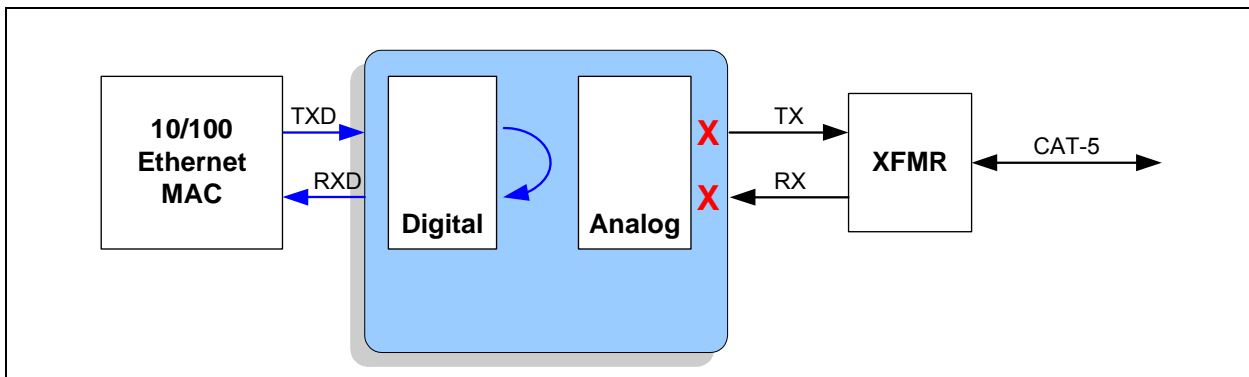 10/100
Ethernet
MAC
TXD
RXD
Digital
Analog
X
X
TX
RX
XFMR
CAT-5